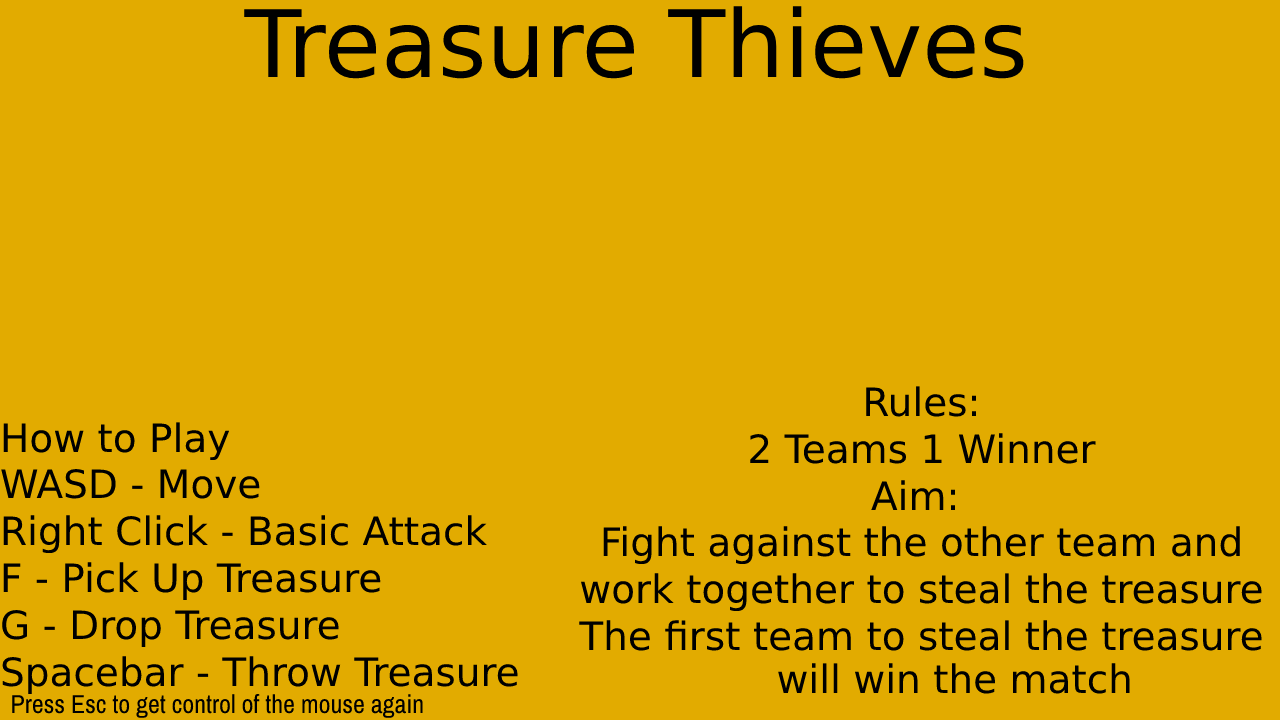 Treasure Thieves
How to Play
WASD - Move
Right Click - Basic Attack
F - Pick Up Treasure
G - Drop Treasure
Spacebar - Throw Treasure
Press Esc to get control of the mouse again
Rules:
2 Teams 1 Winner
Aim:
Fight against the other team and
work together to steal the treasure
The first team to steal the treasure
will win the match